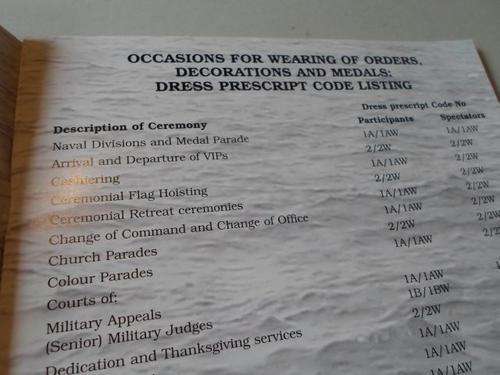 OCCASIONS FOR WEARING OF ORDERS,
DECORATIONS AND MEDALS:
DRESS PRESCRIPT CODE LISTING
Dress prescript Code No
Description of Ceremony Participants Spectators
Naval Divisions and Medal Parade 1A/1AW 1A/1AW
Arrival and Departure of VIPs 2/2W 2/2W
Cashiering 1A/1AW 2/2W
Ceremonial Flag Hoisting 2/2W 2/2W
Ceremonial Retreat ceremonies 1A/1AW 2/2W
Change of Command and Change of Office 1A/1AW 2/2W
Church Parades 2/2W
Colour Parades 1A/1AW
Courts of:
Military Appeals 1A/1AW
(Senior) Military Judges 1B/1BW
Dedication and Thanksgiving services 2/2W
1A/1AW
1A/1AW